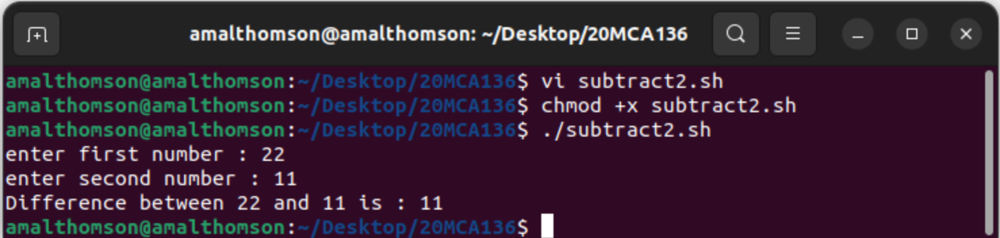 amalthomson@amalthomson: ~/Desktop/20MCA136
amalthomson@amalthomson:~/Desktop/20MCA136$ vi subtract2.sh
amalthomson@amalthomson:~/Desktop/20MCA136$ chmod +x subtract2.sh
amalthomson@amalthomson:~/Desktop/20MCA136$ ./subtract2.sh
enter first number : 22
enter second number : 11
Difference between 22 and 11 is : 11
amalthomson@amalthomson:~/Desktop/20MCA136$